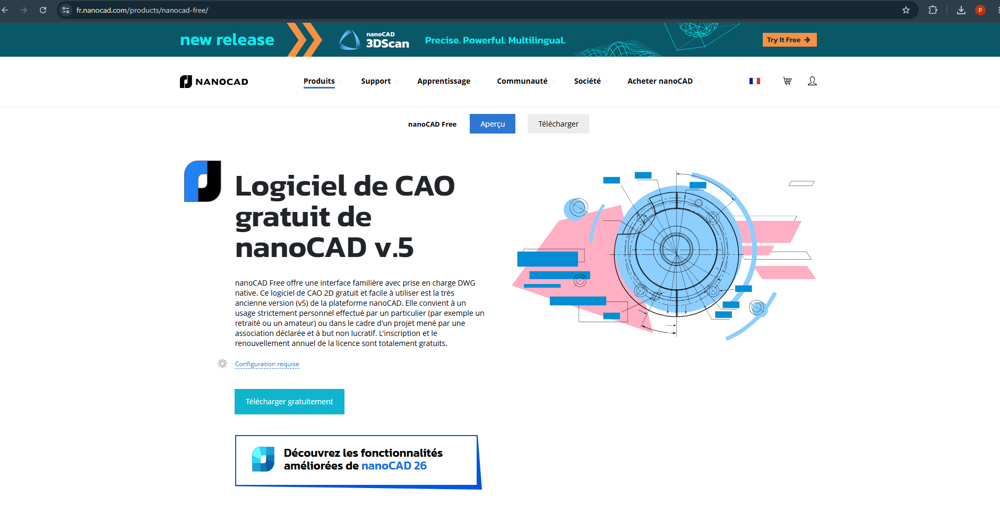 fr.nanocad.com/products/nanocad-free/
p
new release
nanoCAD
3DScan
Precise. Powerful. Multilingual.
Try It Free
NANOCAD
Produits
Support
Apprentissage
Communauté
Société
Acheter nanoCAD
nanoCAD Free
Aperçu
Télécharger
Logiciel de CAO
gratuit de
nanoCAD v.5
nanoCAD Free offre une interface familière avec prise en charge DWG
native. Ce logiciel de CAO 2D gratuit et facile à utiliser est la très
ancienne version (v5) de la plateforme nanoCAD. Elle convient à un
usage strictement personnel effectué par un particulier (par exemple un
retraité ou un amateur) ou dans le cadre d'un projet mené par une
association déclarée et à but non lucratif. L'inscription et le
renouvellement annuel de la licence sont totalement gratuits.
Configuration requise
Télécharger gratuitement
Découvrez les fonctionnalités
améliorées de nanoCAD 26